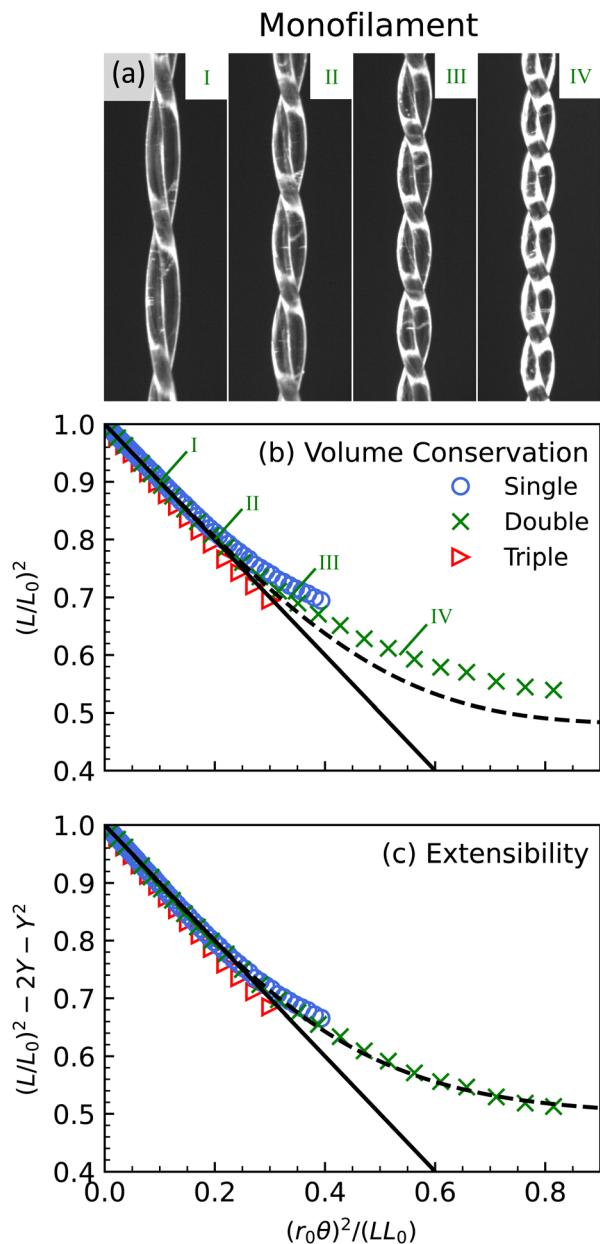 Monofilament
(a) I II III IV
1.0
(b) Volume Conservation
Single
Double
Triple
I
II
III
IV
0.9
0.8
0.7
0.6
0.5
0.4
(L/L₀)²
1.0
(c) Extensibility
0.9
0.8
0.7
0.6
0.5
0.4
(L/L₀)² − 2Y − Y²
0.0 0.2 0.4 0.6 0.8
(r₀θ)²/(LL₀)